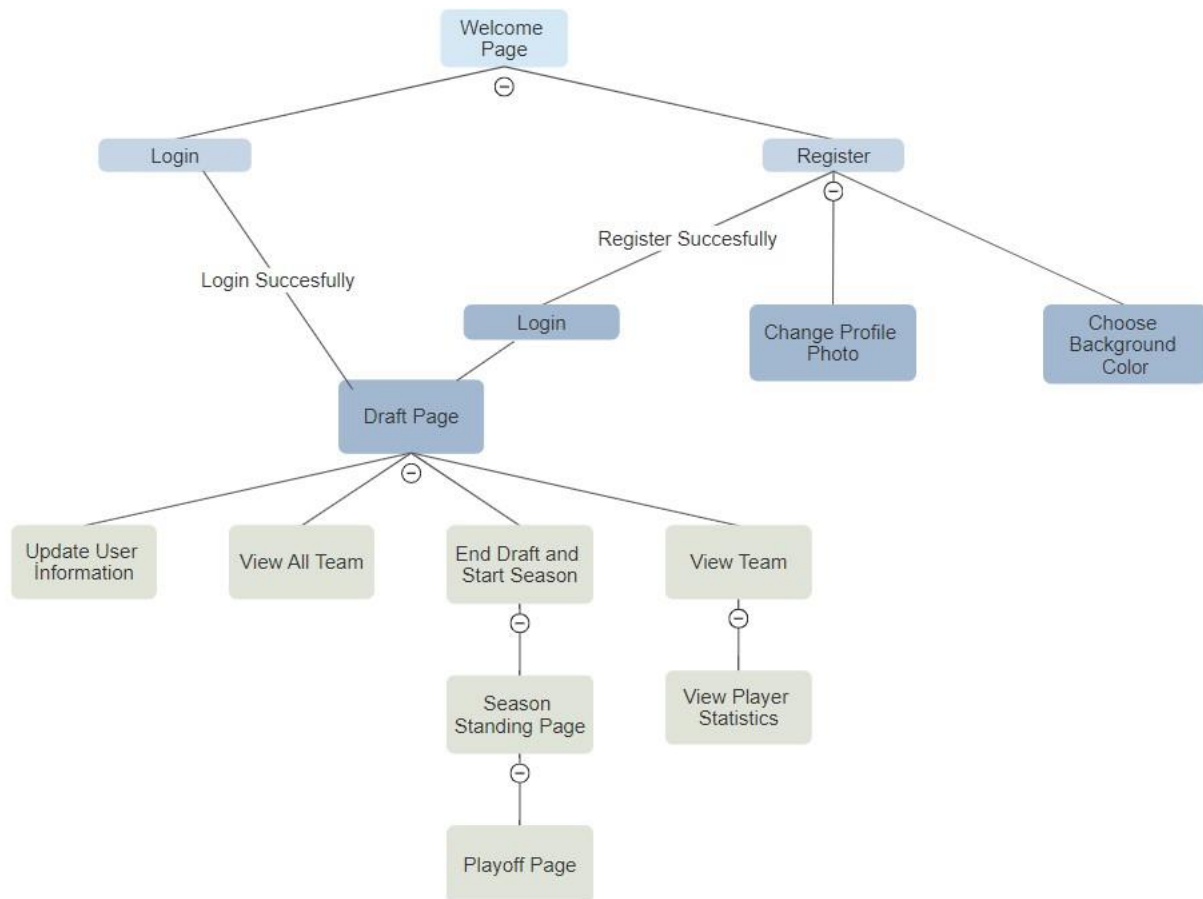 Welcome
Page
Login
Register
Register Succesfully
Login Succesfully
Login
Change Profile
Photo
Choose
Background
Color
Draft Page
Update User
İnformation
View All Team
End Draft and
Start Season
View Team
Season
Standing Page
View Player
Statistics
Playoff Page